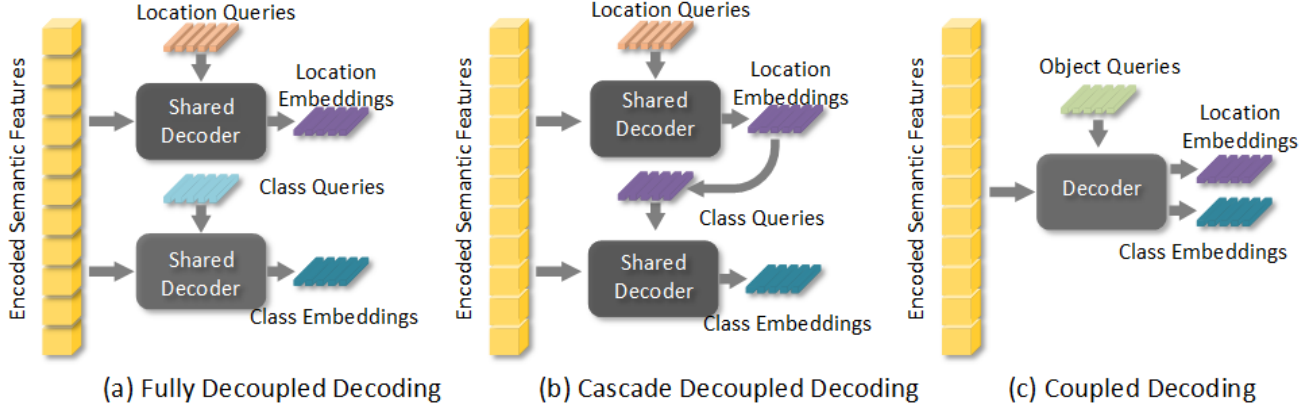 Encoded Semantic Features
Location Queries
Shared
Decoder
Location
Embeddings
Class Queries
Shared
Decoder
Class Embeddings
(a) Fully Decoupled Decoding
Encoded Semantic Features
Location Queries
Shared
Decoder
Location
Embeddings
Class Queries
Shared
Decoder
Class Embeddings
(b) Cascade Decoupled Decoding
Encoded Semantic Features
Object Queries
Decoder
Location
Embeddings
Class Embeddings
(c) Coupled Decoding